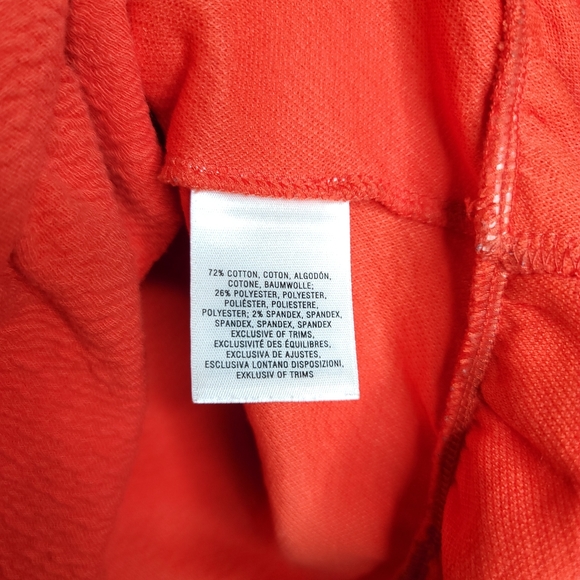 72% COTTON, COTON, ALGODÓN,
COTONE, BAUMWOLLE;
26% POLYESTER, POLYESTER,
POLIÉSTER, POLIESTERE,
POLYESTER; 2% SPANDEX, SPANDEX,
SPANDEX, SPANDEX, SPANDEX
EXCLUSIVE OF TRIMS,
EXCLUSIVITÉ DES ÉQUILIBRES,
EXCLUSIVA DE AJUSTES,
ESCLUSIVA LONTANO DISPOSIZIONI,
EXKLUSIV OF TRIMS